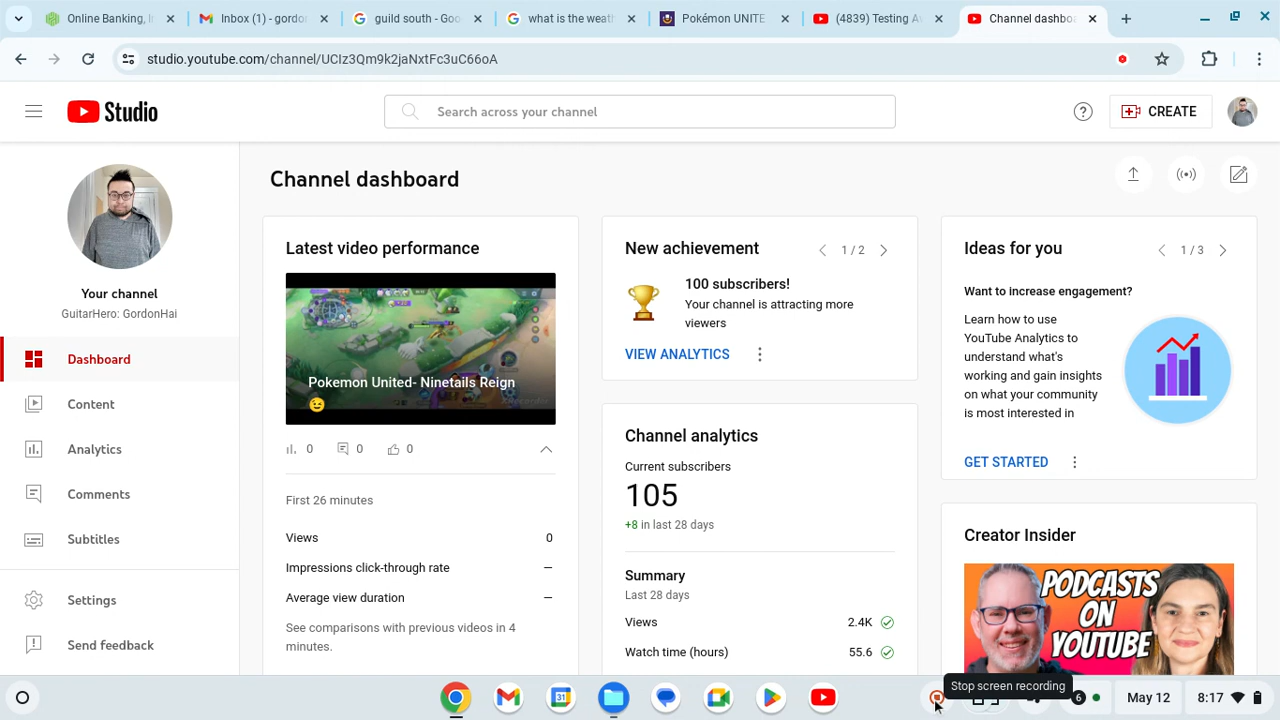 Online Banking, I
Inbox (1) - gordo
guild south - Goo
what is the weat
Pokémon UNITE
(4839) Testing A
Channel dashbo
studio.youtube.com/channel/UCIz3Qm9k2jaNxtFc3uC66oA
Studio
Search across your channel
CREATE
Your channel
GuitarHero: GordonHai
Dashboard
Content
Analytics
Comments
Subtitles
Settings
Send feedback
Channel dashboard
Latest video performance
Pokemon United- Ninetails Reign
😉
0 0 0
First 26 minutes
Views 0
Impressions click-through rate —
Average view duration —
See comparisons with previous videos in 4
minutes.
New achievement 1 / 2
100 subscribers!
Your channel is attracting more
viewers
VIEW ANALYTICS
Channel analytics
Current subscribers
105
+8 in last 28 days
Summary
Last 28 days
Views 2.4K
Watch time (hours) 55.6
Ideas for you 1 / 3
Want to increase engagement?
Learn how to use
YouTube Analytics to
understand what's
working and gain insights
on what your community
is most interested in
GET STARTED
Creator Insider
PODCASTS
ON
YOUTUBE
Stop screen recording
31
6
May 12
8:17